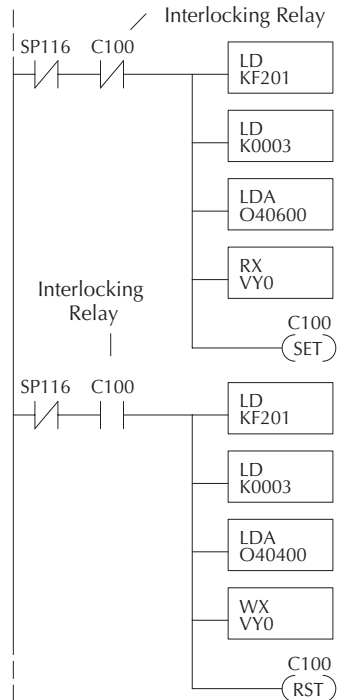 Interlocking Relay
SP116 C100
LD
KF201
LD
K0003
LDA
O40600
RX
VY0
C100
SET
Interlocking
Relay
SP116 C100
LD
KF201
LD
K0003
LDA
O40400
WX
VY0
C100
RST